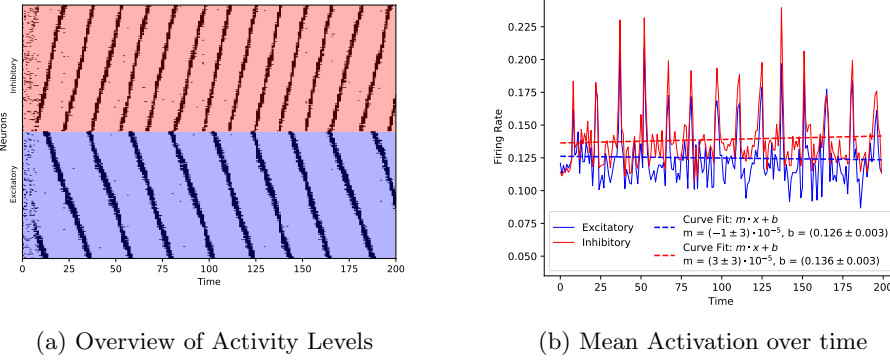 Neurons
Inhibitory
Excitatory
0 25 50 75 100 125 150 175 200
Time
Firing Rate
0.225
0.200
0.175
0.150
0.125
0.100
0.075
0.050
Excitatory
Inhibitory
Curve Fit: m • x + b
m = (−1 ± 3) • 10⁻⁵, b = (0.126 ± 0.003)
Curve Fit: m • x + b
m = (3 ± 3) • 10⁻⁵, b = (0.136 ± 0.003)
0 25 50 75 100 125 150 175 200
Time
(a) Overview of Activity Levels
(b) Mean Activation over time